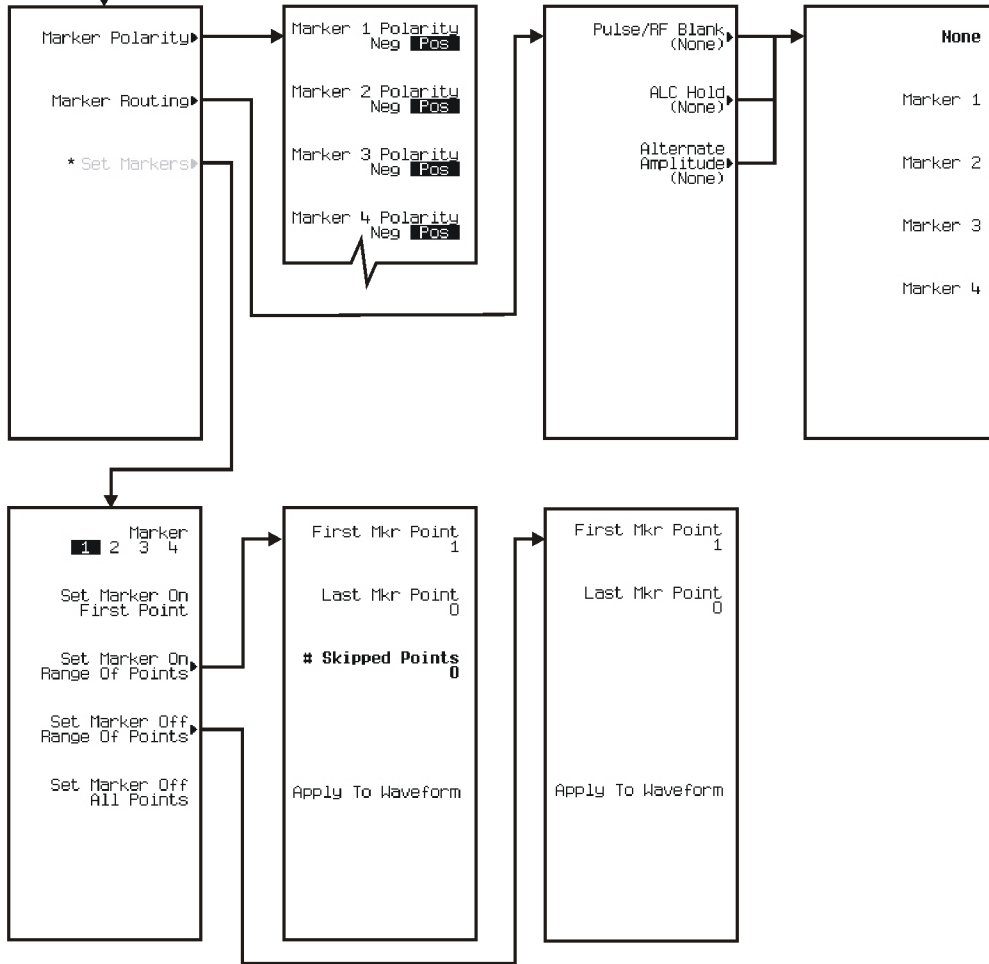 Marker Polarity
Marker Routing
* Set Markers
Marker 1 Polarity
Neg Pos
Marker 2 Polarity
Neg Pos
Marker 3 Polarity
Neg Pos
Marker 4 Polarity
Neg Pos
Pulse/RF Blank
(None)
ALC Hold
(None)
Alternate
Amplitude
(None)
None
Marker 1
Marker 2
Marker 3
Marker 4
Marker
1 2 3 4
Set Marker On
First Point
Set Marker On
Range Of Points
Set Marker Off
Range Of Points
Set Marker Off
All Points
First Mkr Point
1
Last Mkr Point
0
# Skipped Points
0
Apply To Waveform
First Mkr Point
1
Last Mkr Point
0
Apply To Waveform